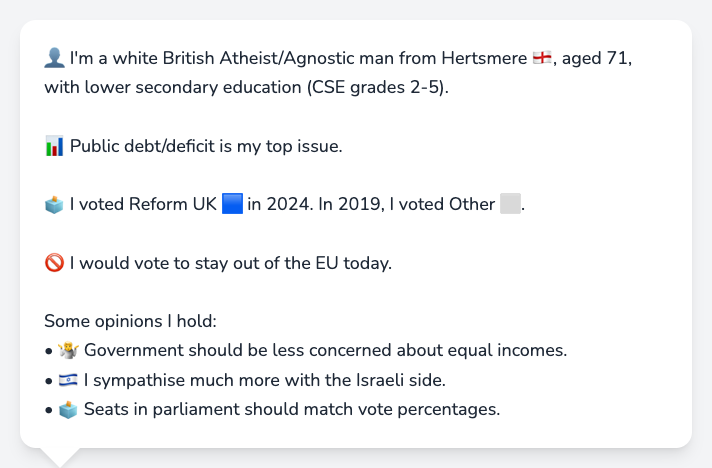 👤 I'm a white British Atheist/Agnostic man from Hertsmere 🏴󠁧󠁢󠁥󠁮󠁧󠁿, aged 71,
with lower secondary education (CSE grades 2-5).
📊 Public debt/deficit is my top issue.
🗳️ I voted Reform UK 🟦 in 2024. In 2019, I voted Other ⬜.
🚫 I would vote to stay out of the EU today.
Some opinions I hold:
• 🤷 Government should be less concerned about equal incomes.
• 🇮🇱 I sympathise much more with the Israeli side.
• 🗳️ Seats in parliament should match vote percentages.